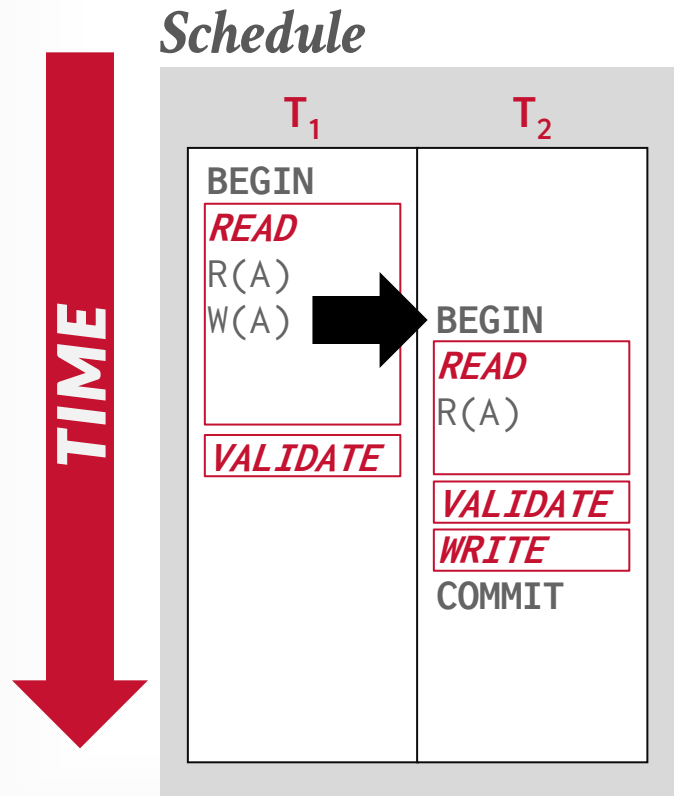 Schedule
TIME
T1
T2
BEGIN
READ
R(A)
W(A)
VALIDATE
BEGIN
READ
R(A)
VALIDATE
WRITE
COMMIT